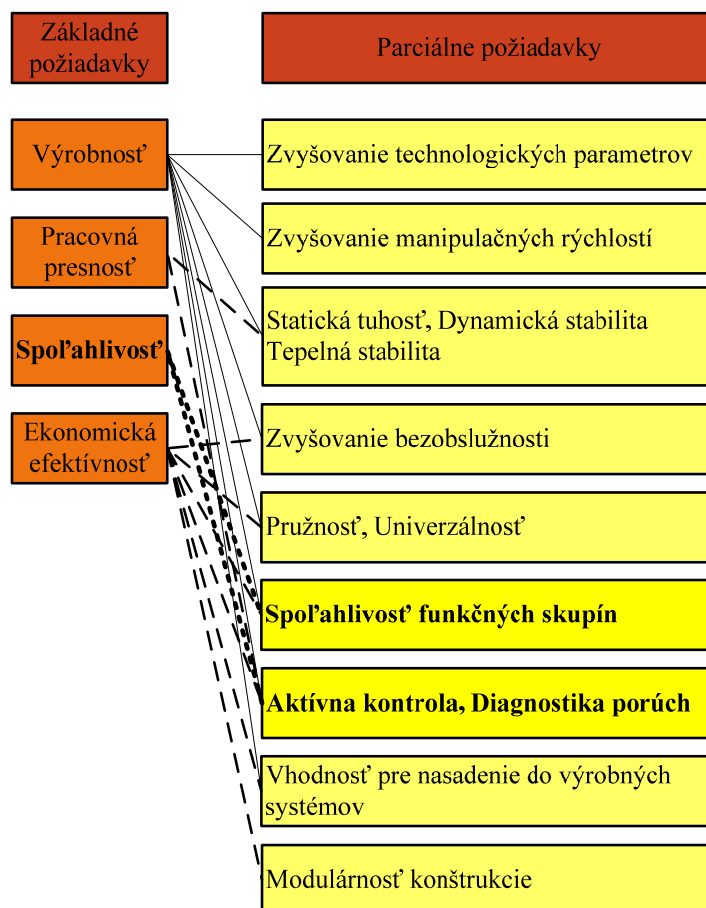 Základné
požiadavky
Parciálne požiadavky
Výrobnosť
Pracovná
presnosť
Spoľahlivosť
Ekonomická
efektívnosť
Zvyšovanie technologických parametrov
Zvyšovanie manipulačných rýchlostí
Statická tuhosť, Dynamická stabilita
Tepelná stabilita
Zvyšovanie bezobslužnosti
Pružnosť, Univerzálnosť
Spoľahlivosť funkčných skupín
Aktívna kontrola, Diagnostika porúch
Vhodnosť pre nasadenie do výrobných
systémov
Modulárnosť konštrukcie